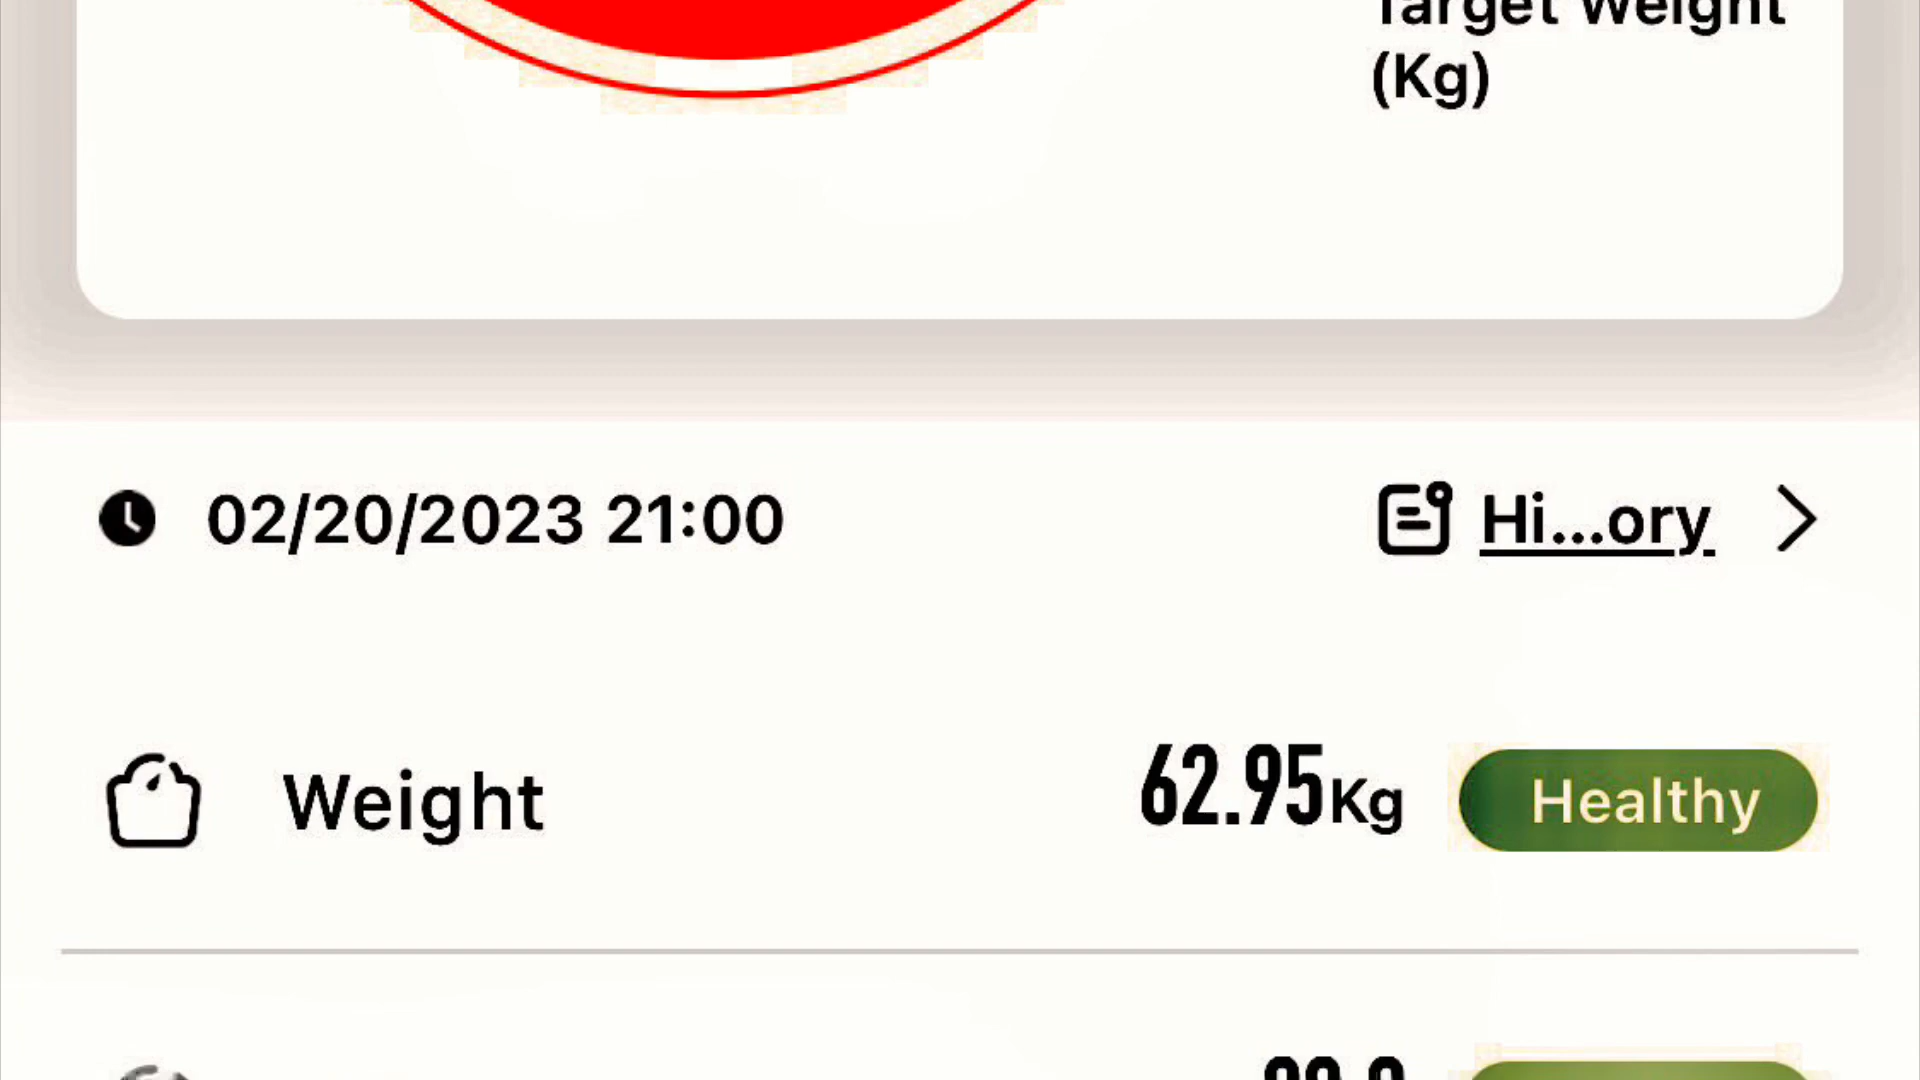 Target Weight
(Kg)
02/20/2023 21:00
Hi...ory
Weight
62.95Kg
Healthy